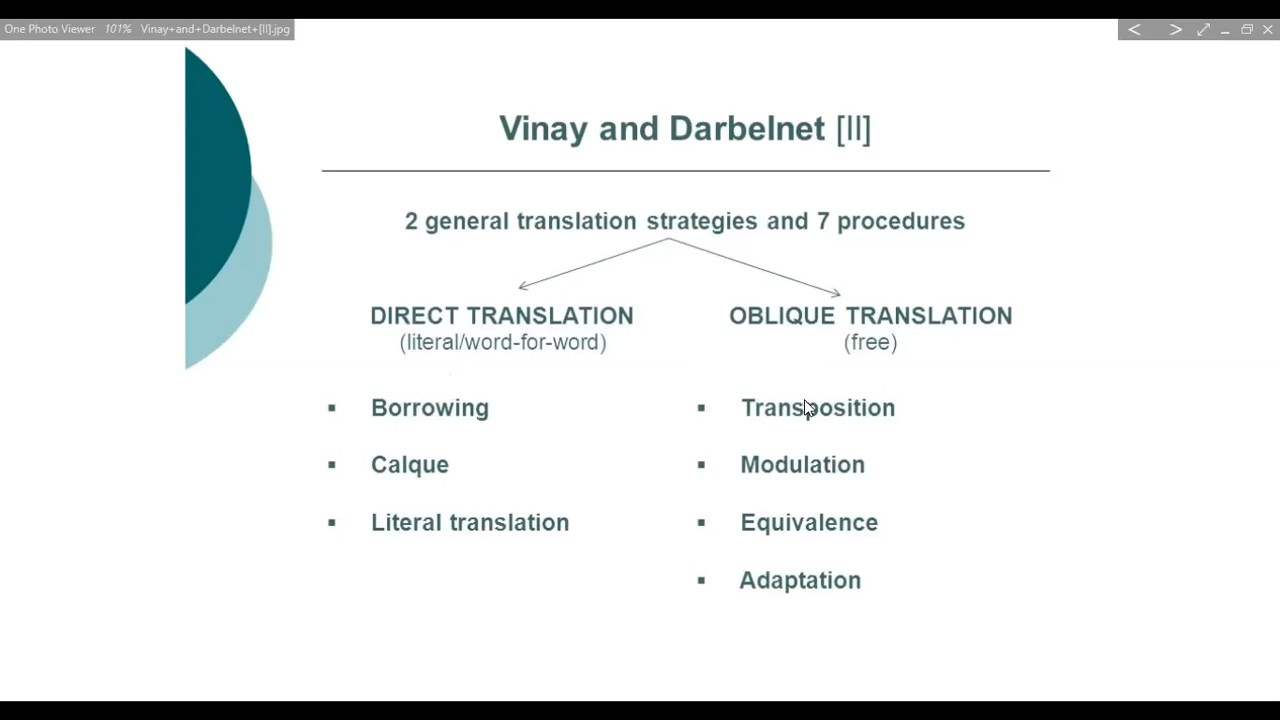 One Photo Viewer 101% Vinay+and+Darbelnet+[II].jpg
Vinay and Darbelnet [II]
2 general translation strategies and 7 procedures
DIRECT TRANSLATION
(literal/word-for-word)
Borrowing
Calque
Literal translation
OBLIQUE TRANSLATION
(free)
Transposition
Modulation
Equivalence
Adaptation